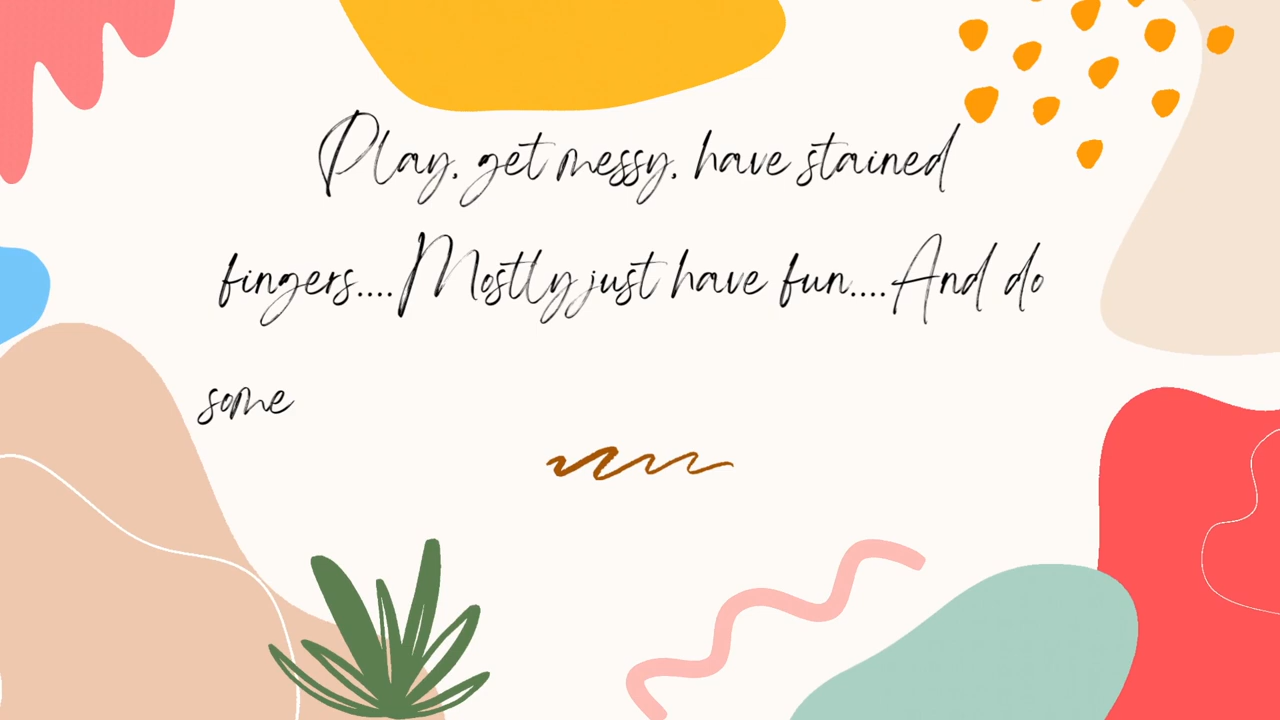 Play, get messy, have stained
fingers....Mostly just have fun....And do
some